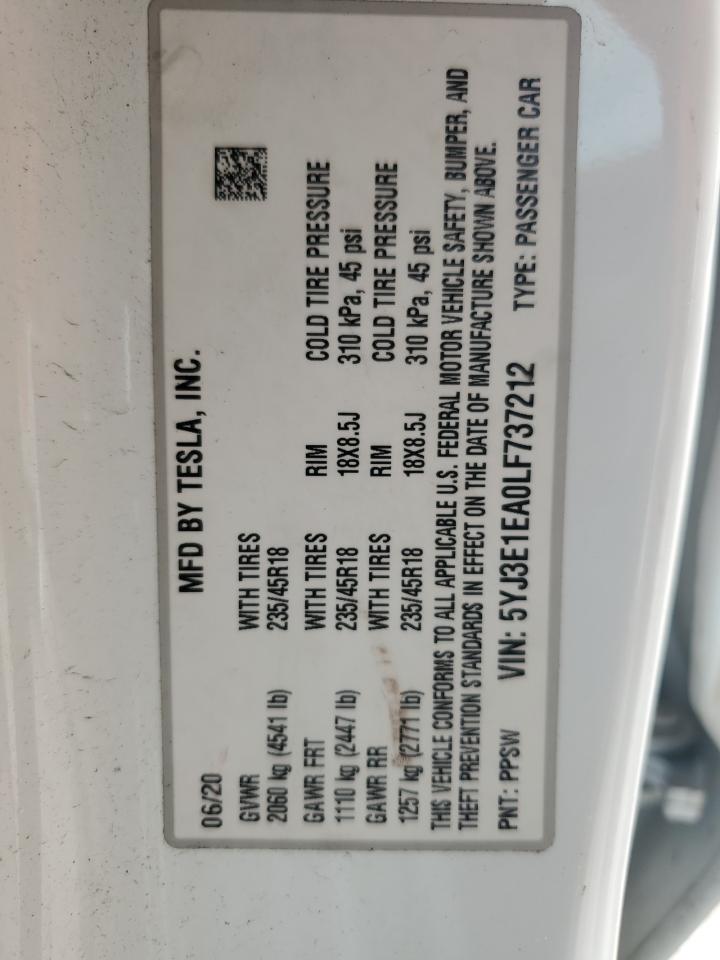 MFD BY TESLA, INC.
06/20
GVWR WITH TIRES
2060 kg (4541 lb) 235/45R18
GAWR FRT WITH TIRES RIM COLD TIRE PRESSURE
1110 kg (2447 lb) 235/45R18 18X8.5J 310 kPa, 45 psi
GAWR RR WITH TIRES RIM COLD TIRE PRESSURE
1257 kg (2771 lb) 235/45R18 18X8.5J 310 kPa, 45 psi
THIS VEHICLE CONFORMS TO ALL APPLICABLE U.S. FEDERAL MOTOR VEHICLE SAFETY, BUMPER, AND
THEFT PREVENTION STANDARDS IN EFFECT ON THE DATE OF MANUFACTURE SHOWN ABOVE.
PNT: PPSW VIN: 5YJ3E1EA0LF737212 TYPE: PASSENGER CAR